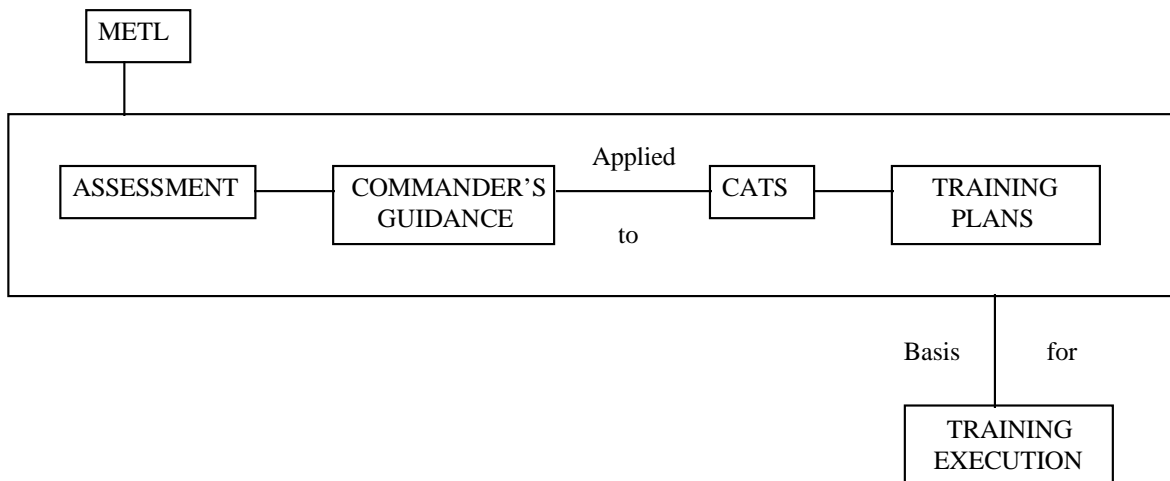 METL
ASSESSMENT
COMMANDER’S
GUIDANCE
Applied
to
CATS
TRAINING
PLANS
Basis for
TRAINING
EXECUTION